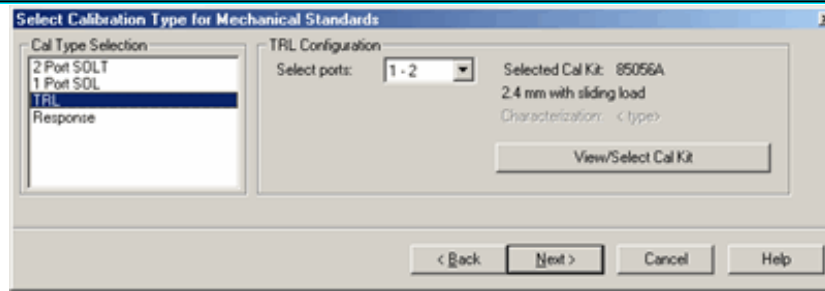 Select Calibration Type for Mechanical Standards
Cal Type Selection
2 Port SOLT
1 Port SOL
TRL
Response
TRL Configuration
Select ports: 1 - 2
Selected Cal Kit: 85056A
2.4 mm with sliding load
Characterization: < type>
View/Select Cal Kit
< Back Next > Cancel Help